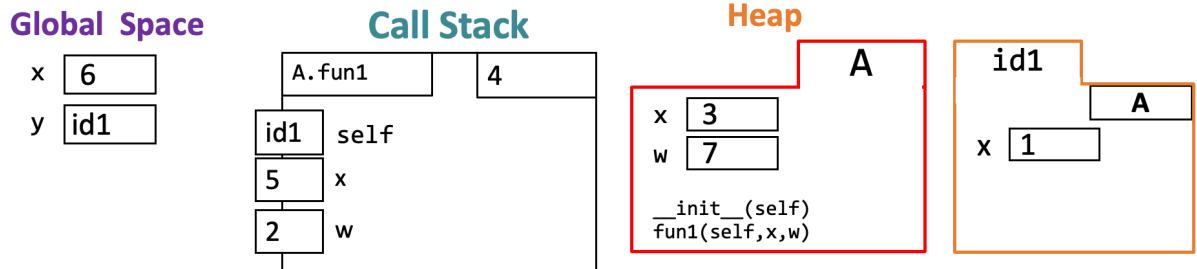 Global Space
x 6
y id1
Call Stack
A.fun1 4
id1 self
5 x
2 w
Heap
A
x 3
w 7
__init__(self)
fun1(self,x,w)
id1
A
x 1